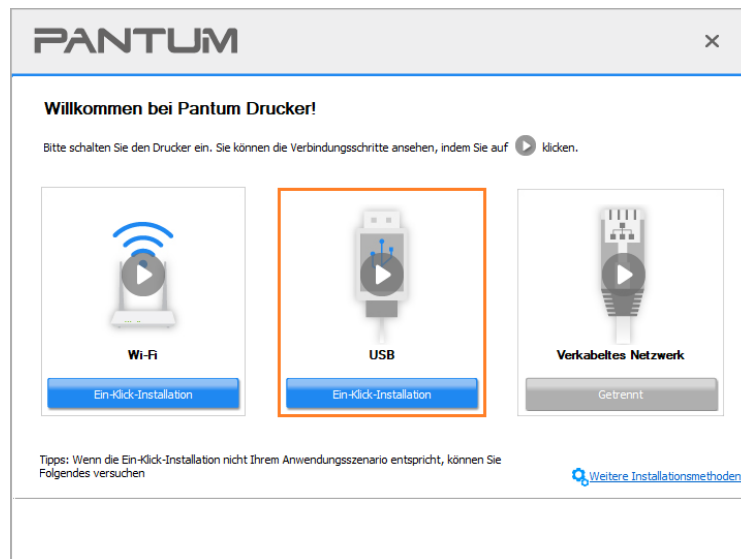 PANTUM
Willkommen bei Pantum Drucker!
Bitte schalten Sie den Drucker ein. Sie können die Verbindungsschritte ansehen, indem Sie auf klicken.
Wi-Fi
USB
Verkabeltes Netzwerk
Ein-Klick-Installation
Ein-Klick-Installation
Getrennt
Tipps: Wenn die Ein-Klick-Installation nicht Ihrem Anwendungsszenario entspricht, können Sie
Folgendes versuchen
Weitere Installationsmethoden